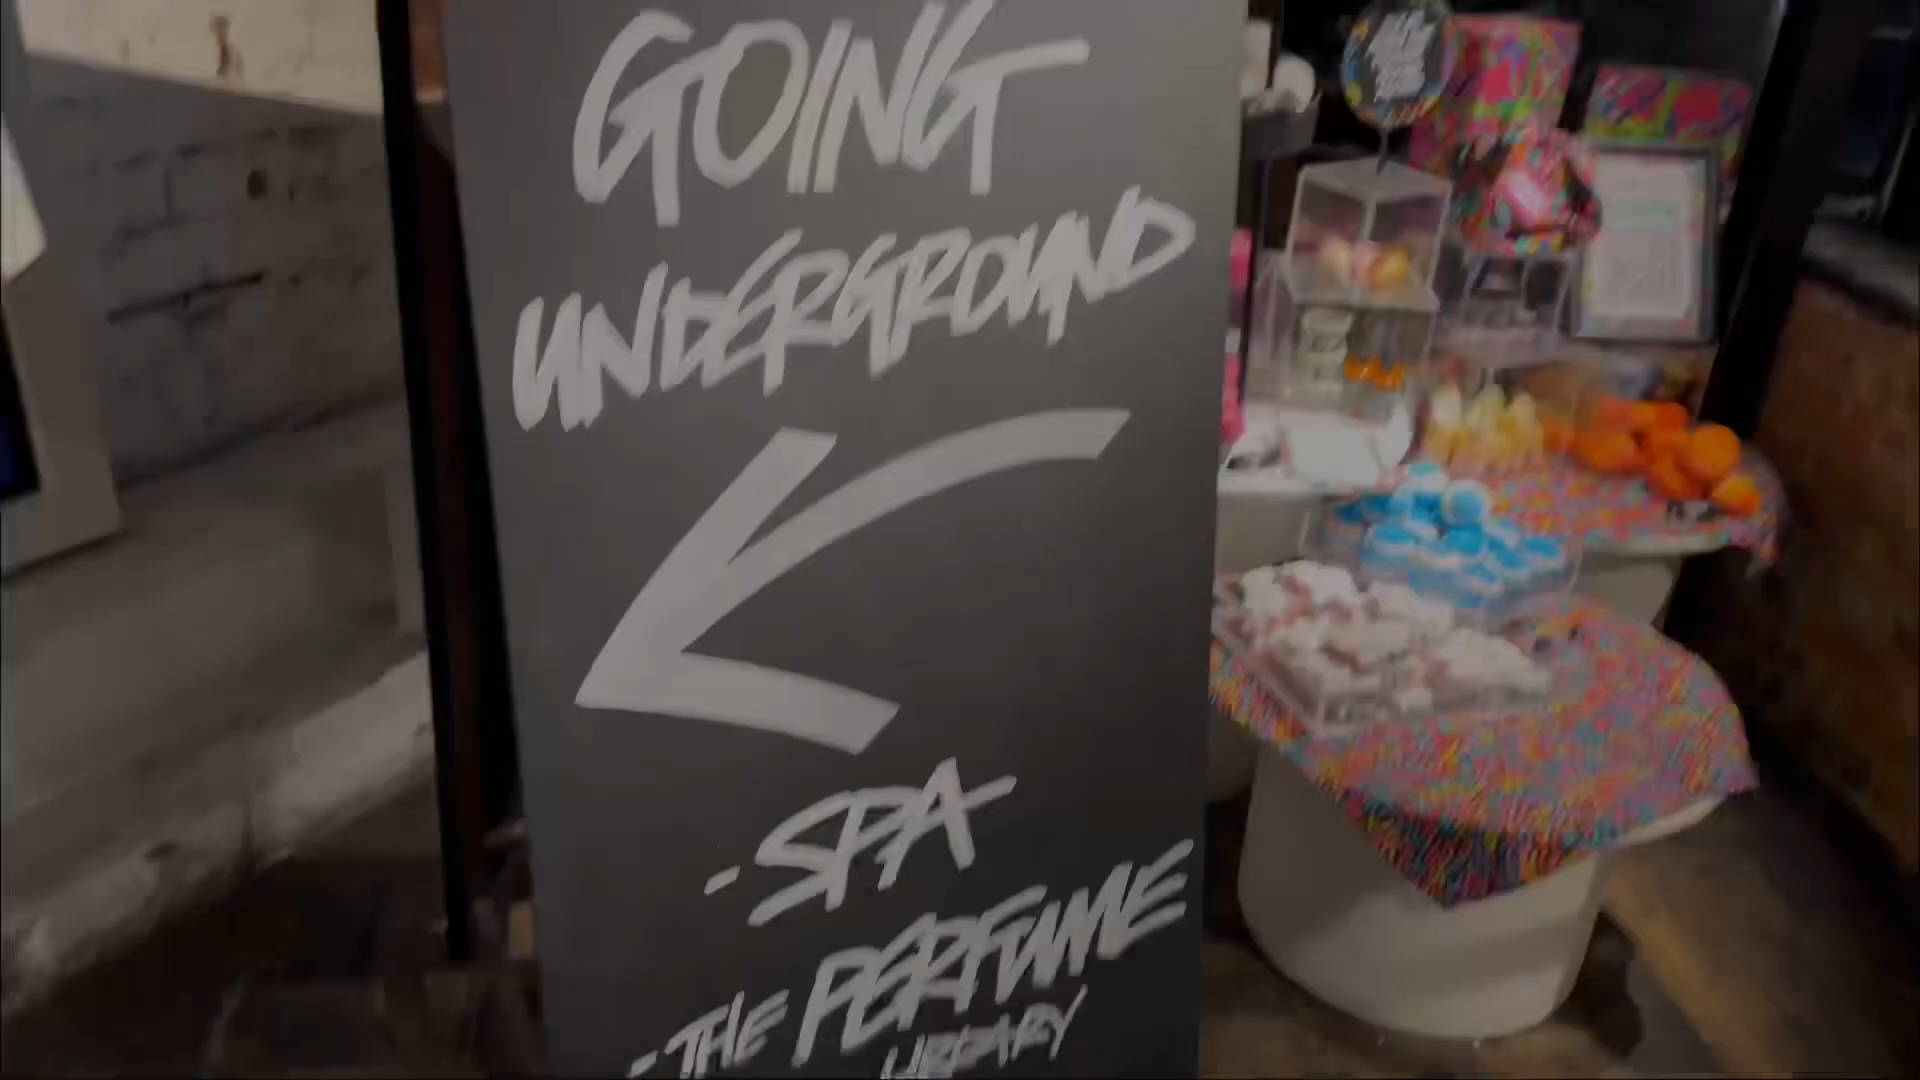 GOING
UNDERGROUND
- SPA
- THE PERFUME
LIBRARY